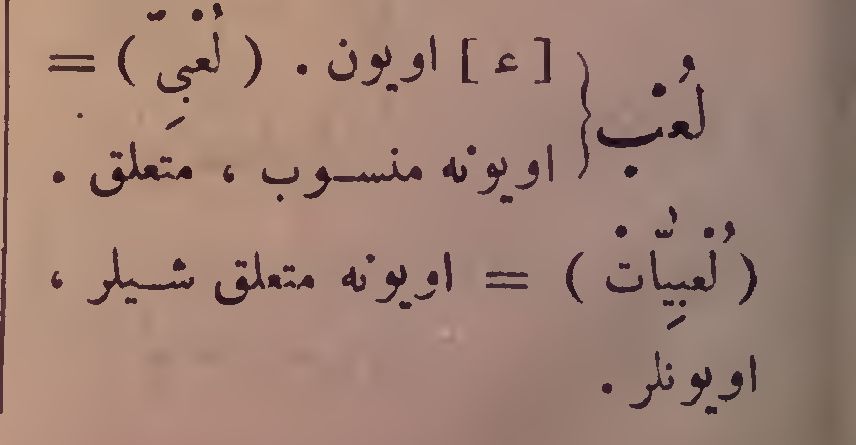 لُعْب { [ع] اويون . ( لُعْبِىّ ) =
اويونه منسوب ، متعلق .
( لُعْبِيَّاتْ ) = اويونه متعلق شيلر ،
اويونلر .